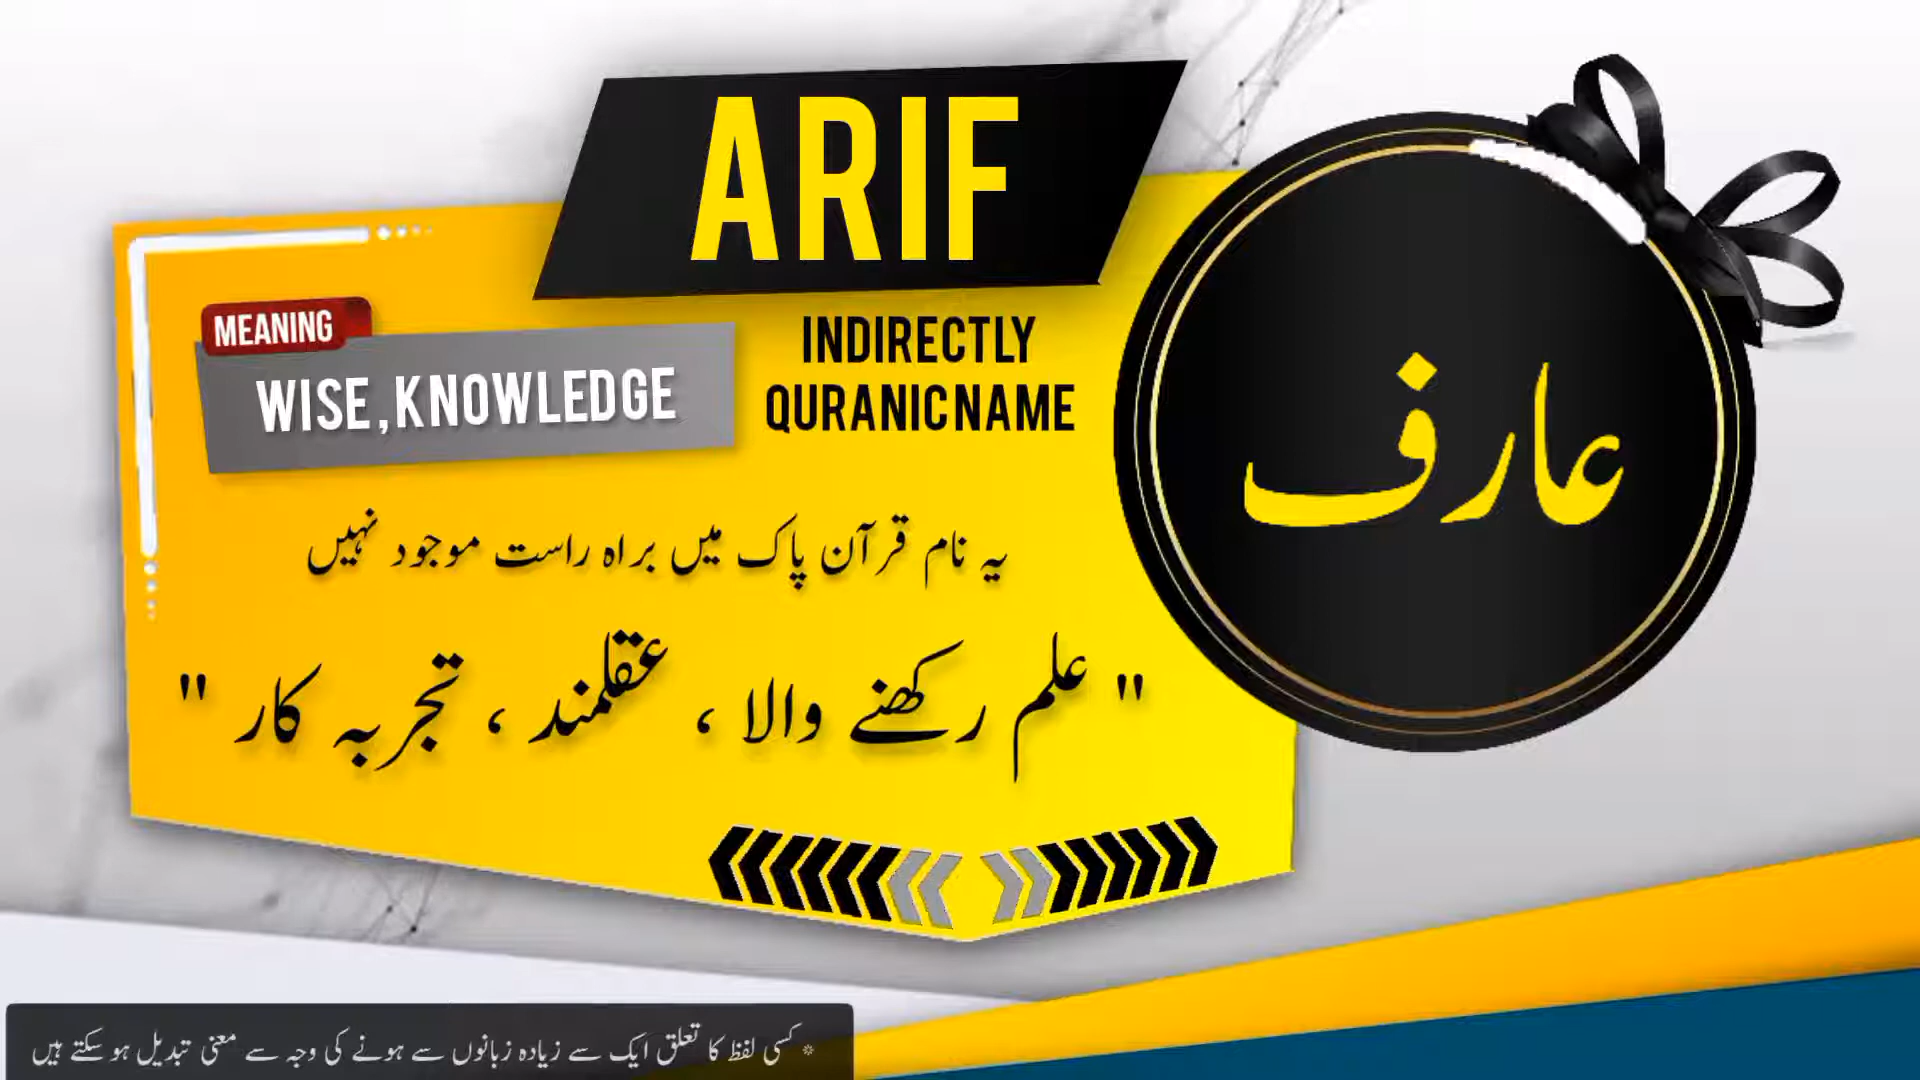 ARIF
MEANING
WISE, KNOWLEDGE
INDIRECTLY
QURANIC NAME
عارف
یہ نام قرآن پاک میں براہ راست موجود نہیں
" علم رکھنے والا ، عقلمند ، تجربہ کار "
* کسی لفظ کا تعلق ایک سے زیادہ زبانوں سے ہونے کی وجہ سے معنی تبدیل ہو سکتے ہیں